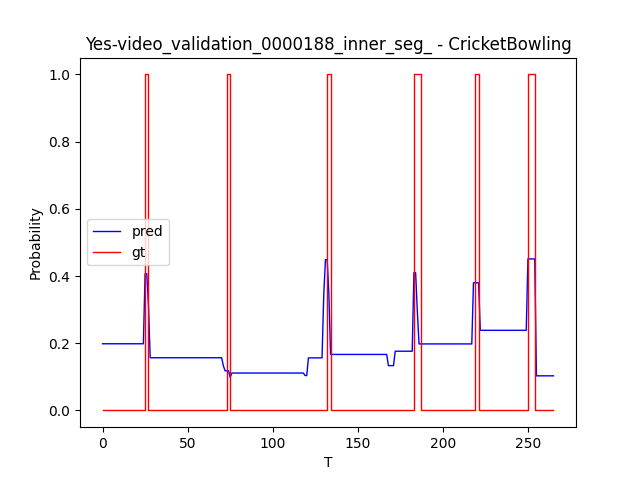 Yes-video_validation_0000188_inner_seg_ - CricketBowling
1.0
0.8
0.6
0.4
0.2
0.0
Probability
pred
gt
0 50 100 150 200 250
T